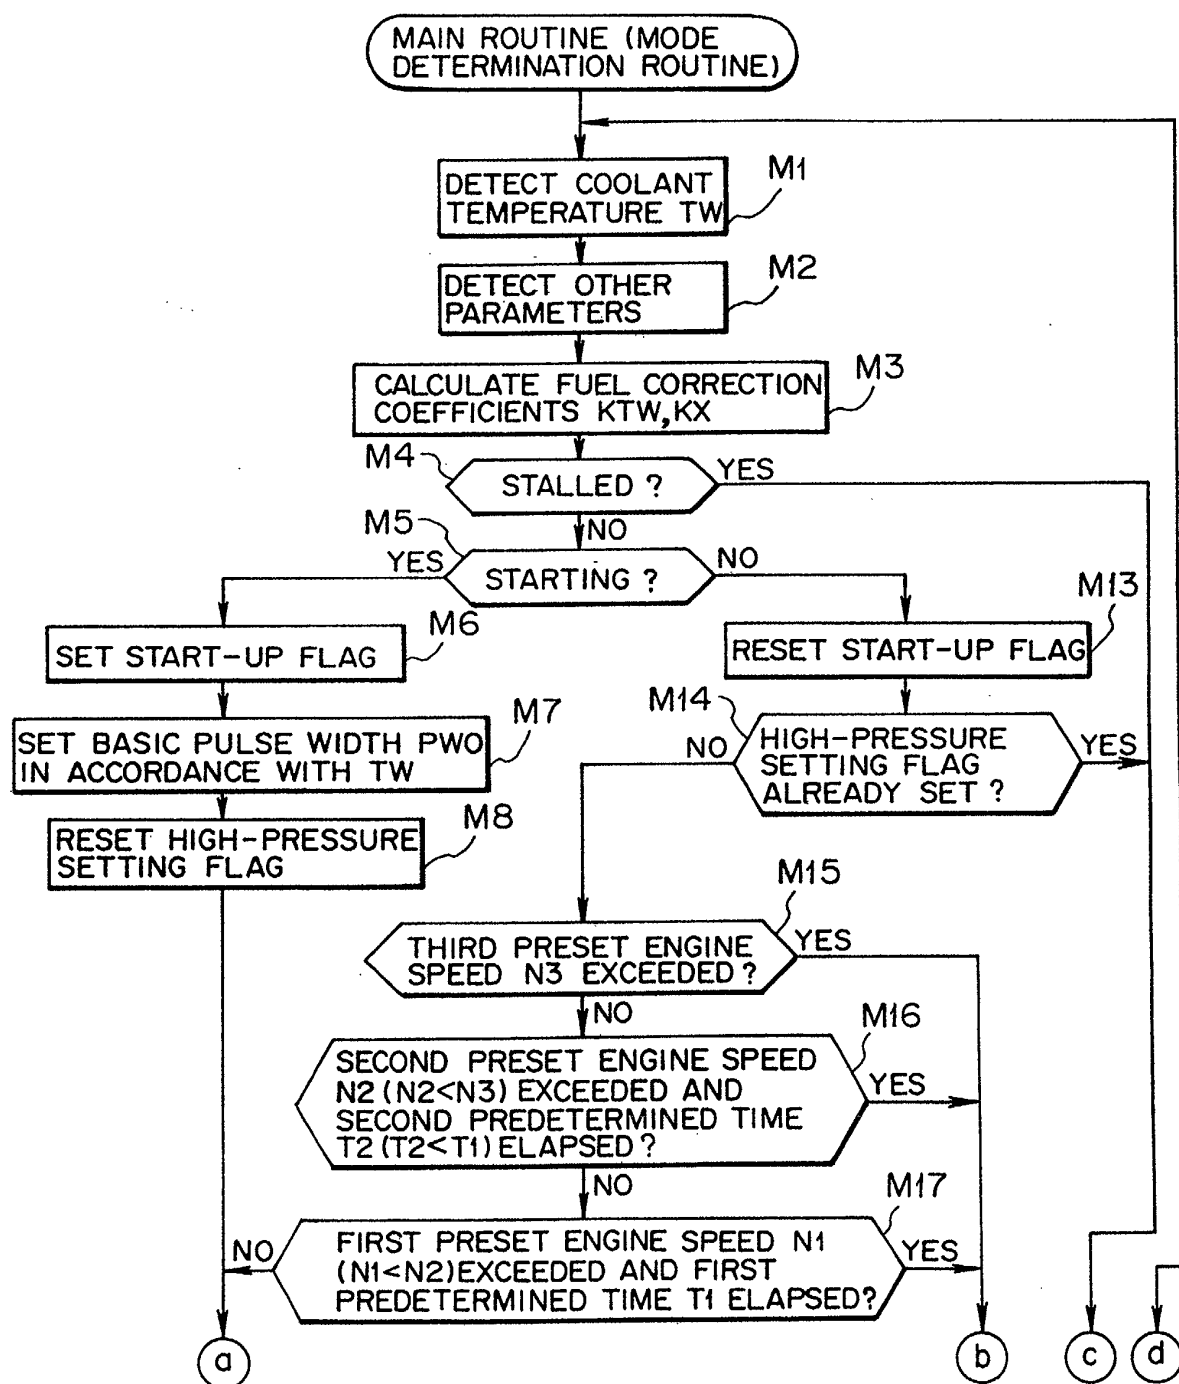 MAIN ROUTINE (MODE
DETERMINATION ROUTINE)
M1
DETECT COOLANT
TEMPERATURE TW
M2
DETECT OTHER
PARAMETERS
M3
CALCULATE FUEL CORRECTION
COEFFICIENTS KTW, KX
M4
STALLED ?
YES
NO
M5
YES
STARTING ?
NO
M6
SET START-UP FLAG
M13
RESET START-UP FLAG
M7
SET BASIC PULSE WIDTH PWO
IN ACCORDANCE WITH TW
M14
NO
HIGH-PRESSURE
SETTING FLAG
ALREADY SET ?
YES
M8
RESET HIGH-PRESSURE
SETTING FLAG
M15
THIRD PRESET ENGINE
SPEED N3 EXCEEDED ?
YES
NO
M16
SECOND PRESET ENGINE SPEED
N2 (N2<N3) EXCEEDED AND
SECOND PREDETERMINED TIME
T2 (T2<T1) ELAPSED ?
YES
NO
M17
NO
FIRST PRESET ENGINE SPEED N1
(N1<N2) EXCEEDED AND FIRST
PREDETERMINED TIME T1 ELAPSED?
YES
a
b
c
d